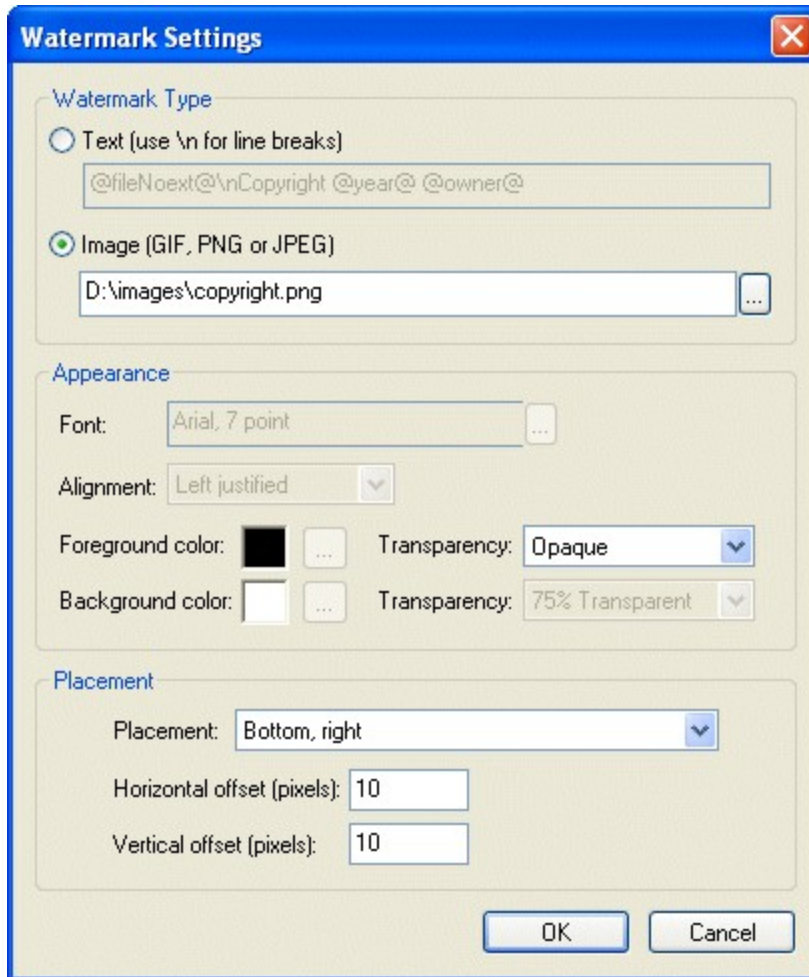 Watermark Settings
Watermark Type
Text (use \n for line breaks)
@fileNoext@\nCopyright @year@ @owner@
Image (GIF, PNG or JPEG)
D:\images\copyright.png
...
Appearance
Font: Arial, 7 point ...
Alignment: Left justified
Foreground color: ... Transparency: Opaque
Background color: ... Transparency: 75% Transparent
Placement
Placement: Bottom, right
Horizontal offset (pixels): 10
Vertical offset (pixels): 10
OK Cancel